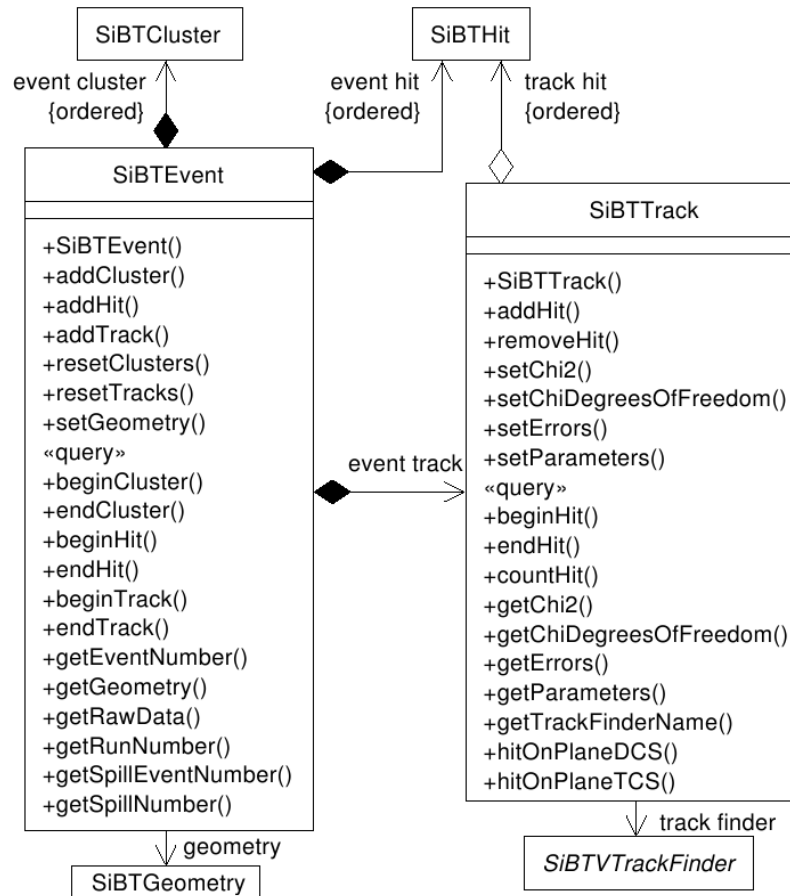 SiBTCluster
SiBTHit
event cluster
{ordered}
event hit
{ordered}
track hit
{ordered}
SiBTEvent
+SiBTEvent()
+addCluster()
+addHit()
+addTrack()
+resetClusters()
+resetTracks()
+setGeometry()
«query»
+beginCluster()
+endCluster()
+beginHit()
+endHit()
+beginTrack()
+endTrack()
+getEventNumber()
+getGeometry()
+getRawData()
+getRunNumber()
+getSpillEventNumber()
+getSpillNumber()
event track
SiBTTrack
+SiBTTrack()
+addHit()
+removeHit()
+setChi2()
+setChiDegreesOfFreedom()
+setErrors()
+setParameters()
«query»
+beginHit()
+endHit()
+countHit()
+getChi2()
+getChiDegreesOfFreedom()
+getErrors()
+getParameters()
+getTrackFinderName()
+hitOnPlaneDCS()
+hitOnPlaneTCS()
geometry
SiBTGeometry
track finder
SiBTVTrackFinder